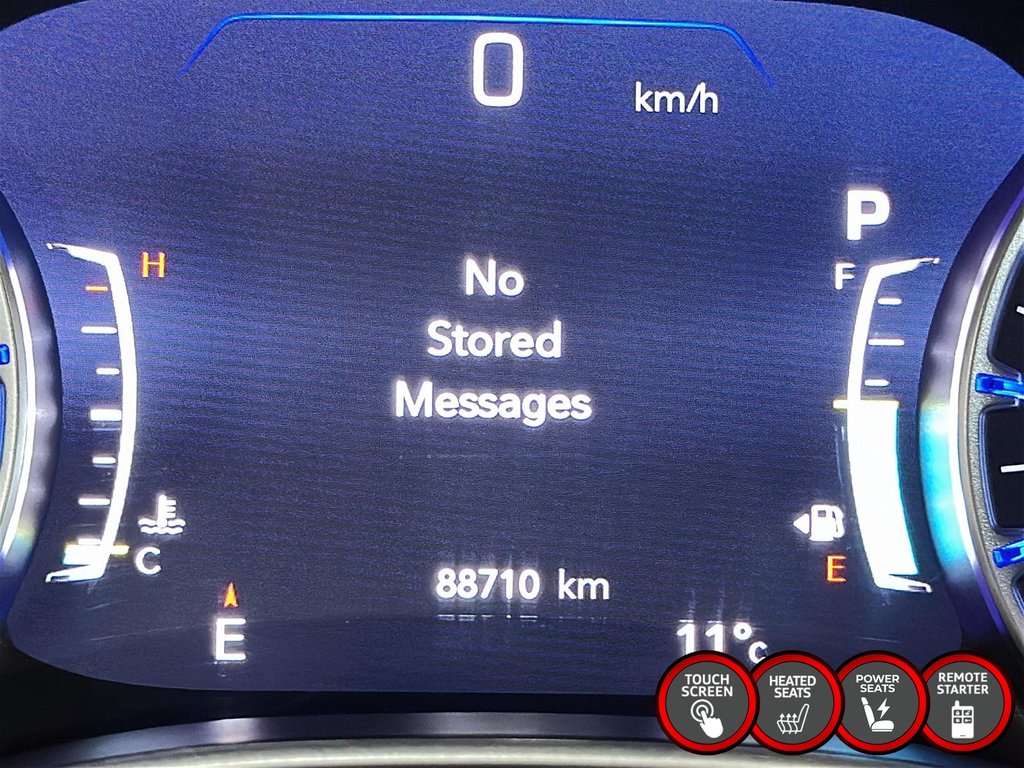 0
km/h
P
H
F
No
Stored
Messages
C
E
88710 km
E
11°C
TOUCH
SCREEN
HEATED
SEATS
POWER
SEATS
REMOTE
STARTER